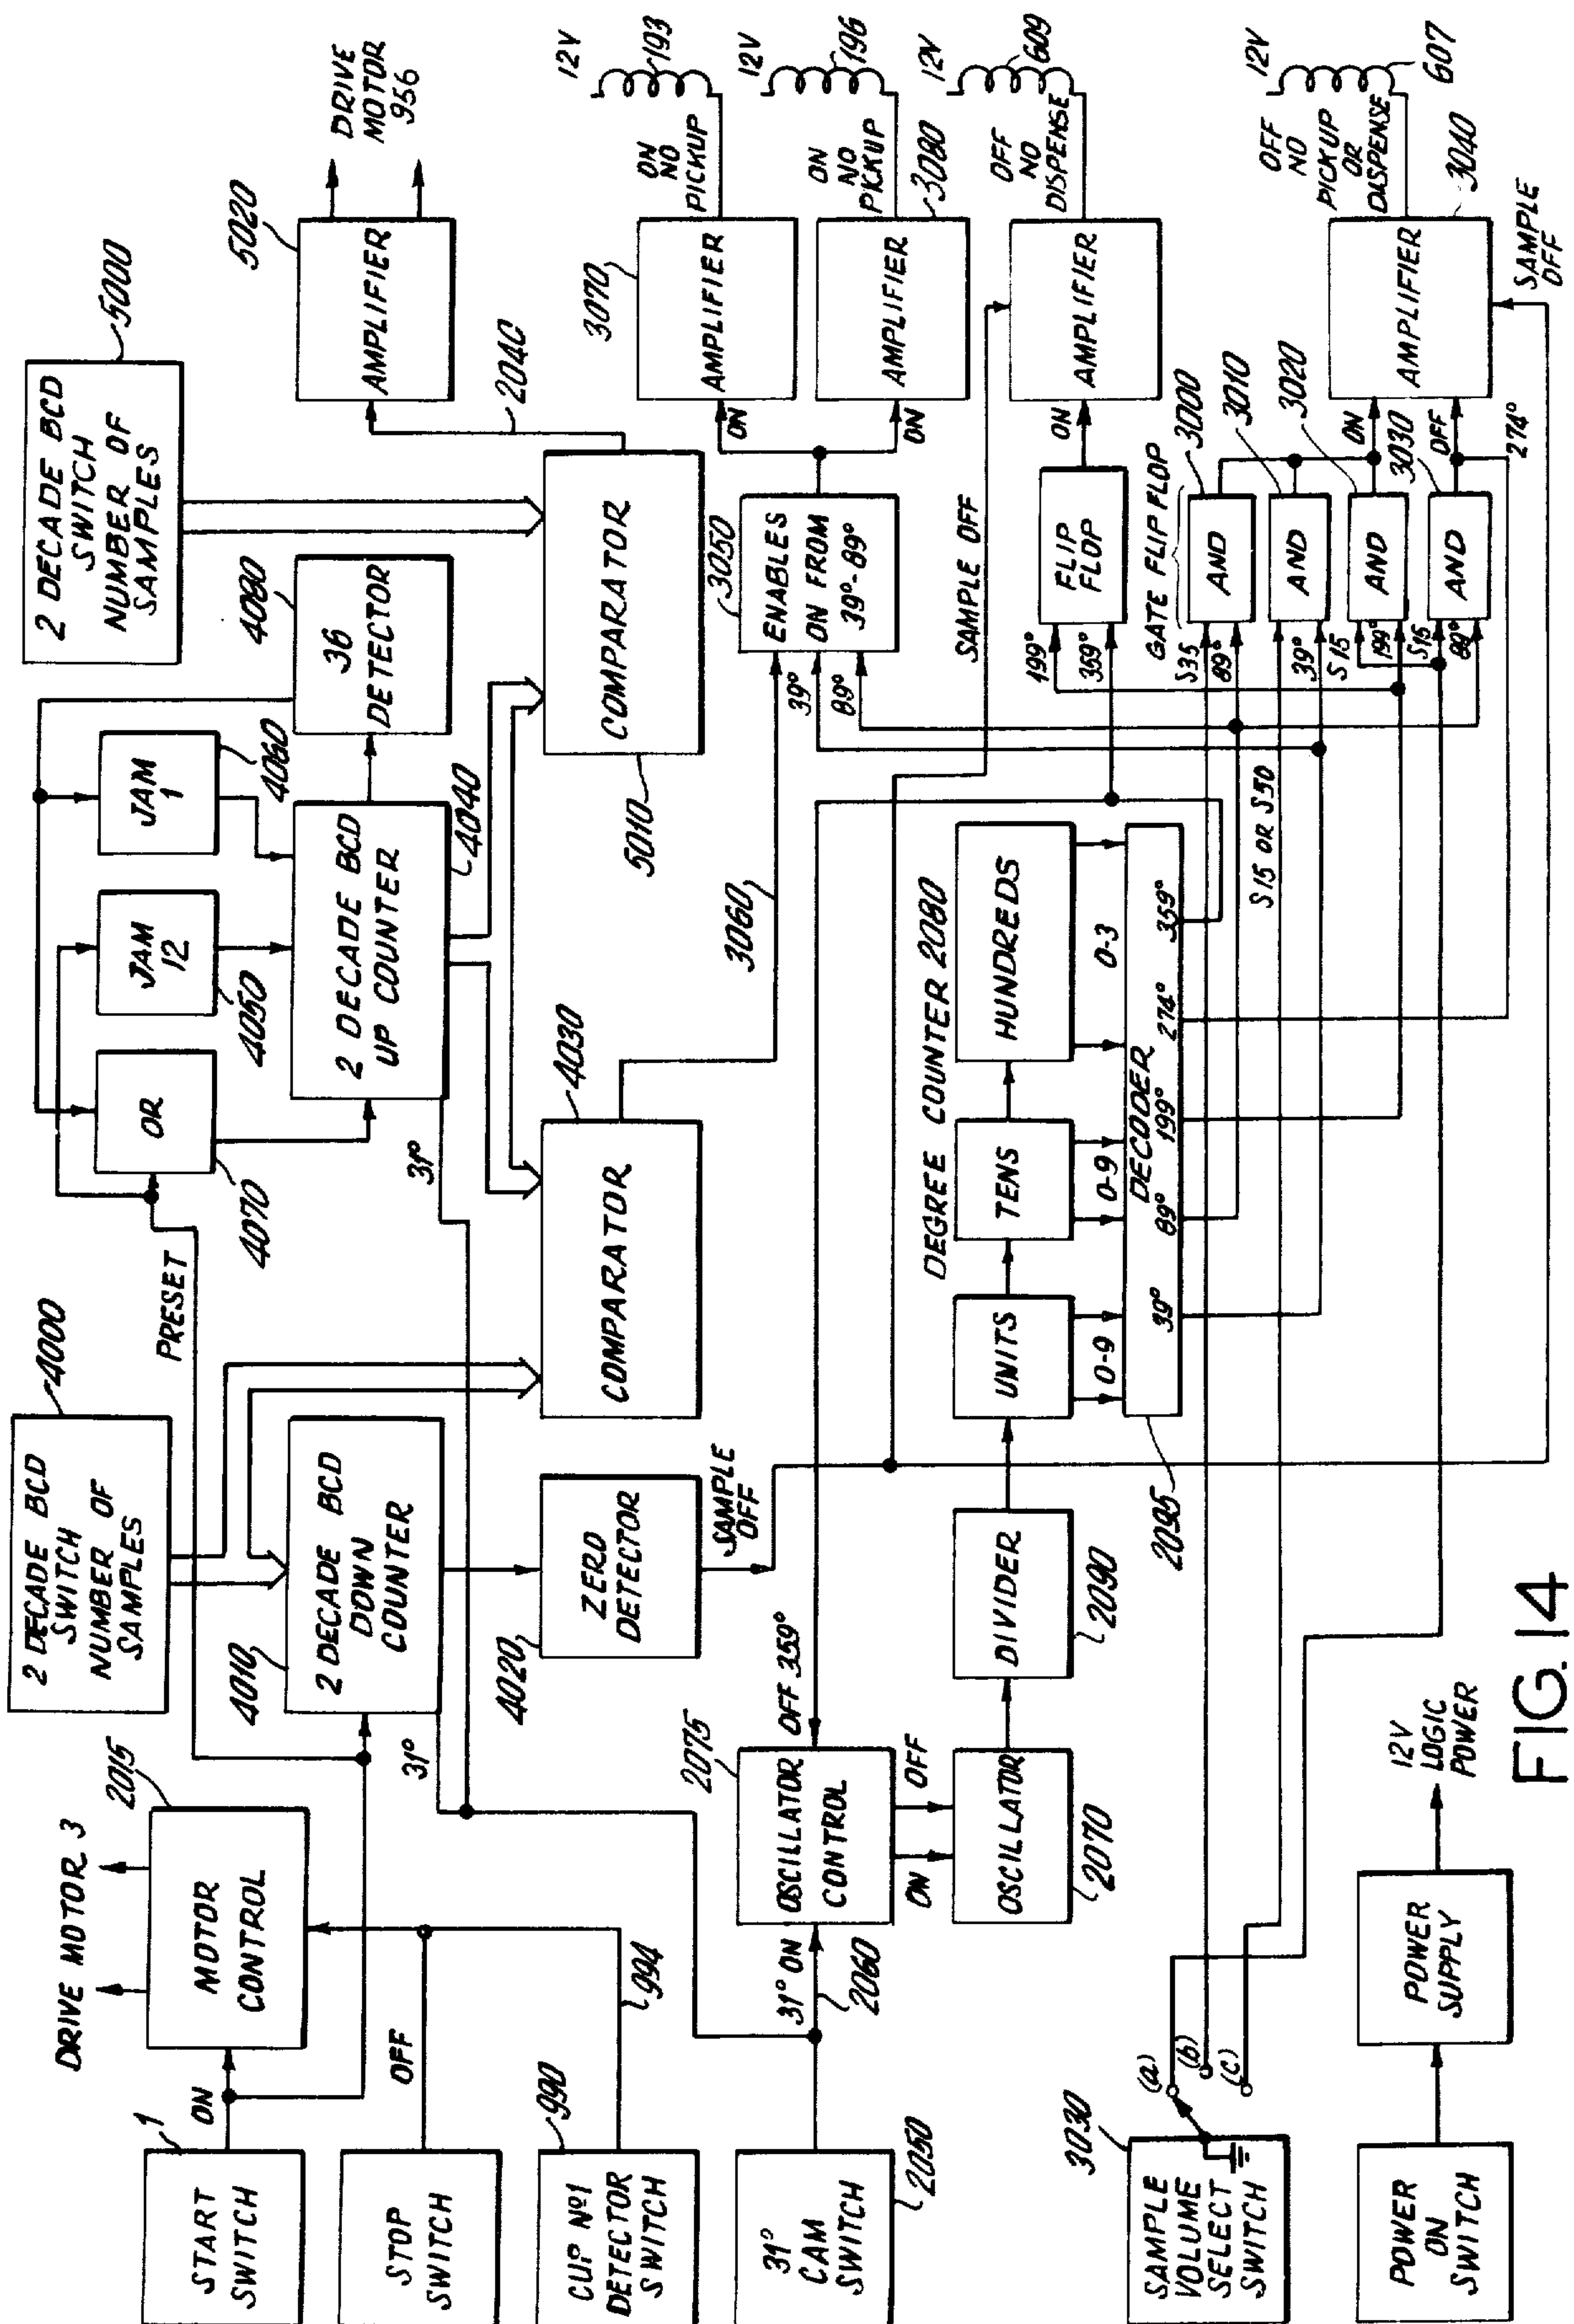 START
SWITCH
1
ON
STOP
SWITCH
OFF
CUP Nº1
DETECTOR
SWITCH
990
994
31°
CAM
SWITCH
2050
SAMPLE
VOLUME
SELECT
SWITCH
3030
(a)
(b)
(c)
POWER
ON
SWITCH
POWER
SUPPLY
12V
LOGIC
POWER
DRIVE MOTOR 3
MOTOR
CONTROL
2015
2 DECADE BCD
SWITCH
NUMBER OF
SAMPLES
4000
PRESET
4010
2 DECADE BCD
DOWN
COUNTER
31°
ZERO
DETECTOR
4020
SAMPLE
OFF
2075
OSCILLATOR
CONTROL
31° ON
2060
OFF 359°
ON
OFF
OSCILLATOR
2070
DIVIDER
2090
OR
4070
JAM
12
4050
JAM
1
4060
2 DECADE BCD
UP COUNTER
4040
31°
36
DETECTOR
4080
2 DECADE BCD
SWITCH
NUMBER OF
SAMPLES
5000
COMPARATOR
4030
COMPARATOR
5010
3060
2040
DEGREE COUNTER 2080
UNITS
TENS
HUNDREDS
0-9
0-9
0-3
DECODER
39°
89°
199°
274°
359°
2095
AMPLIFIER
5020
DRIVE
MOTOR
956
ENABLES
ON FROM
39°-89°
3050
39°
89°
ON
ON
AMPLIFIER
3070
ON
NO
PICKUP
12V
193
AMPLIFIER
3080
ON
NO
PICKUP
12V
196
SAMPLE OFF
FLIP
FLOP
199°
359°
ON
AMPLIFIER
OFF
NO
DISPENSE
12V
609
GATE FLIP FLOP
S35
89°
AND
3000
S15 OR S50
39°
AND
3010
S15
199°
AND
3020
S15
89°
AND
3030
ON
OFF
274°
AMPLIFIER
3040
SAMPLE
OFF
OFF
NO
PICKUP
OR
DISPENSE
12V
607
FIG. 14